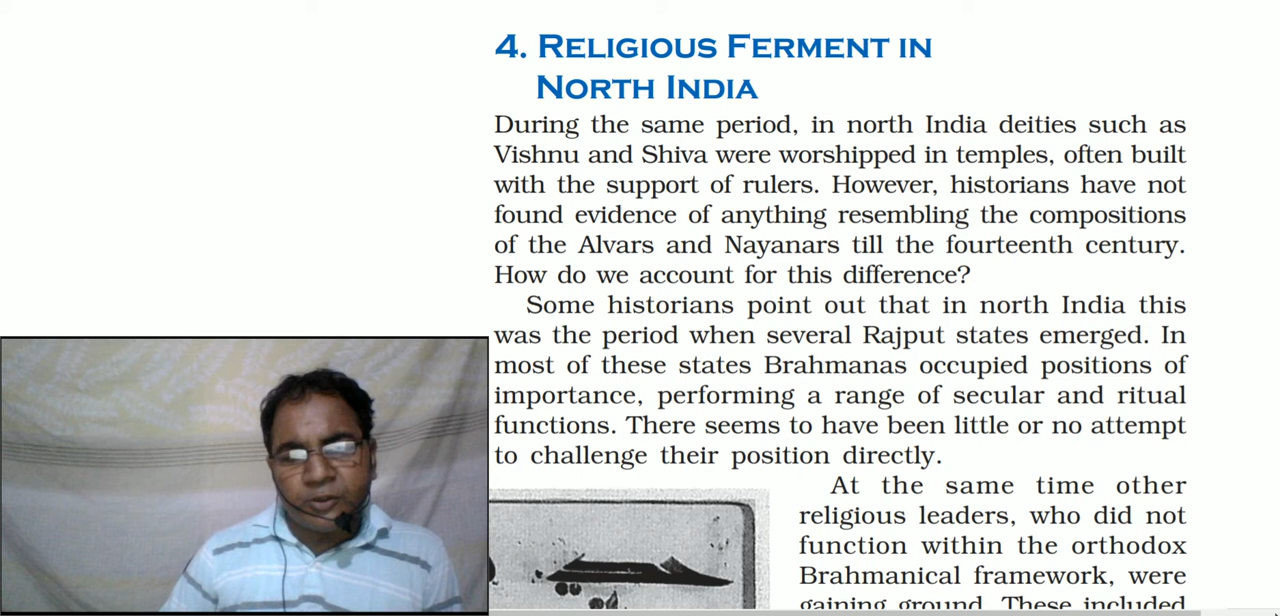 4. RELIGIOUS FERMENT IN
NORTH INDIA
During the same period, in north India deities such as
Vishnu and Shiva were worshipped in temples, often built
with the support of rulers. However, historians have not
found evidence of anything resembling the compositions
of the Alvars and Nayanars till the fourteenth century.
How do we account for this difference?
Some historians point out that in north India this
was the period when several Rajput states emerged. In
most of these states Brahmanas occupied positions of
importance, performing a range of secular and ritual
functions. There seems to have been little or no attempt
to challenge their position directly.
At the same time other
religious leaders, who did not
function within the orthodox
Brahmanical framework, were
gaining ground. These included